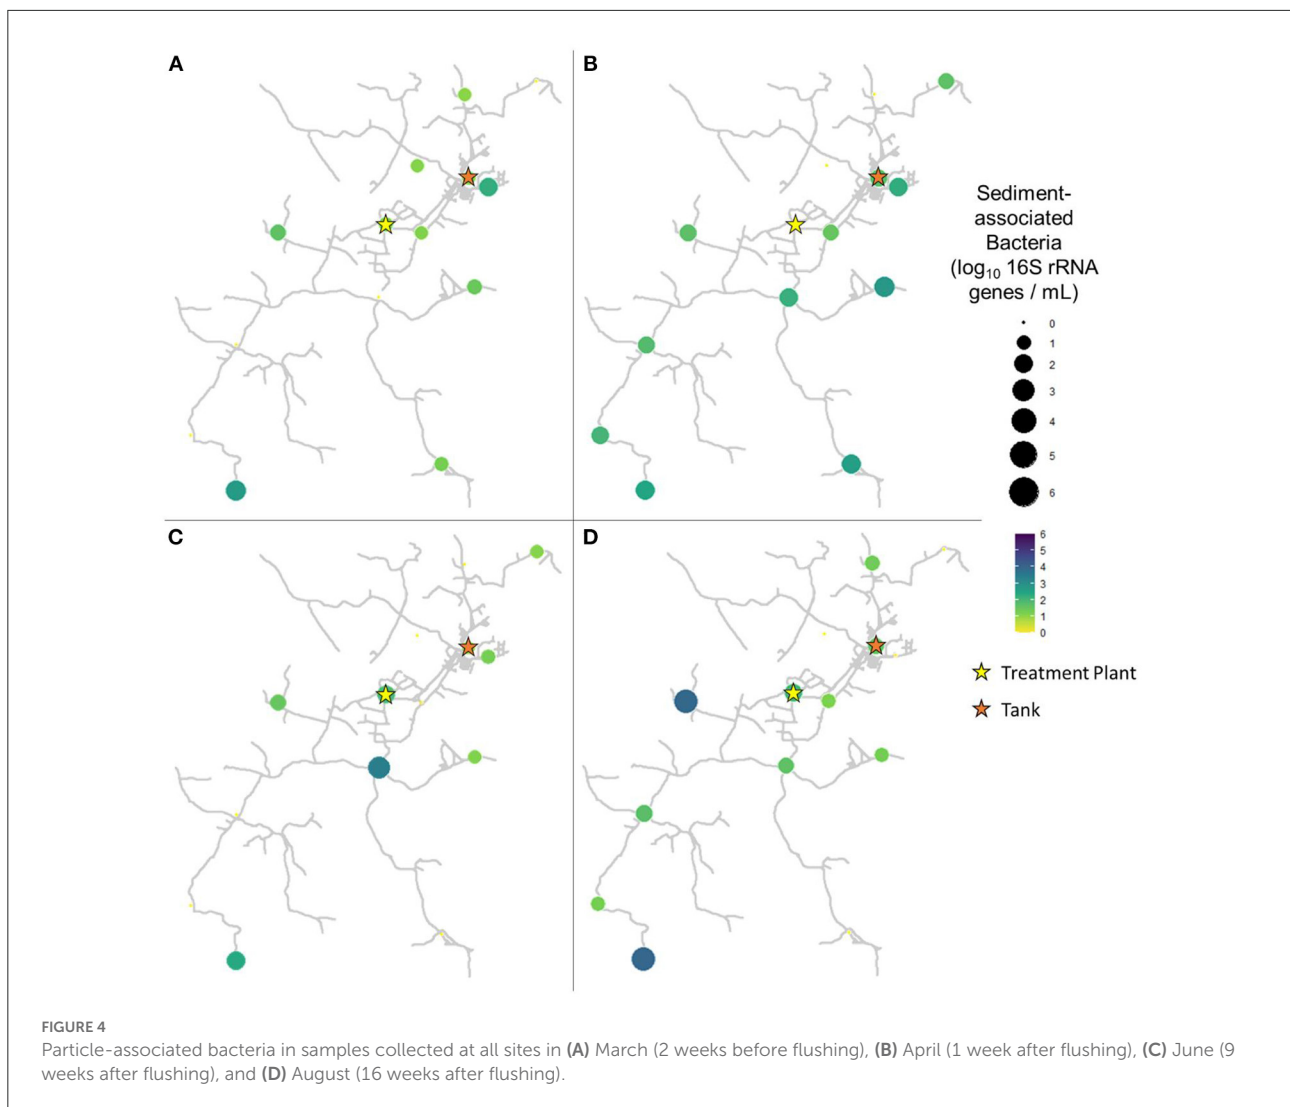 A
B
Sediment-
associated
Bacteria
(log₁₀ 16S rRNA
genes / mL)
0
1
2
3
4
5
6
C
D
6
5
4
3
2
1
0
Treatment Plant
Tank
FIGURE 4
Particle-associated bacteria in samples collected at all sites in (A) March (2 weeks before flushing), (B) April (1 week after flushing), (C) June (9
weeks after flushing), and (D) August (16 weeks after flushing).